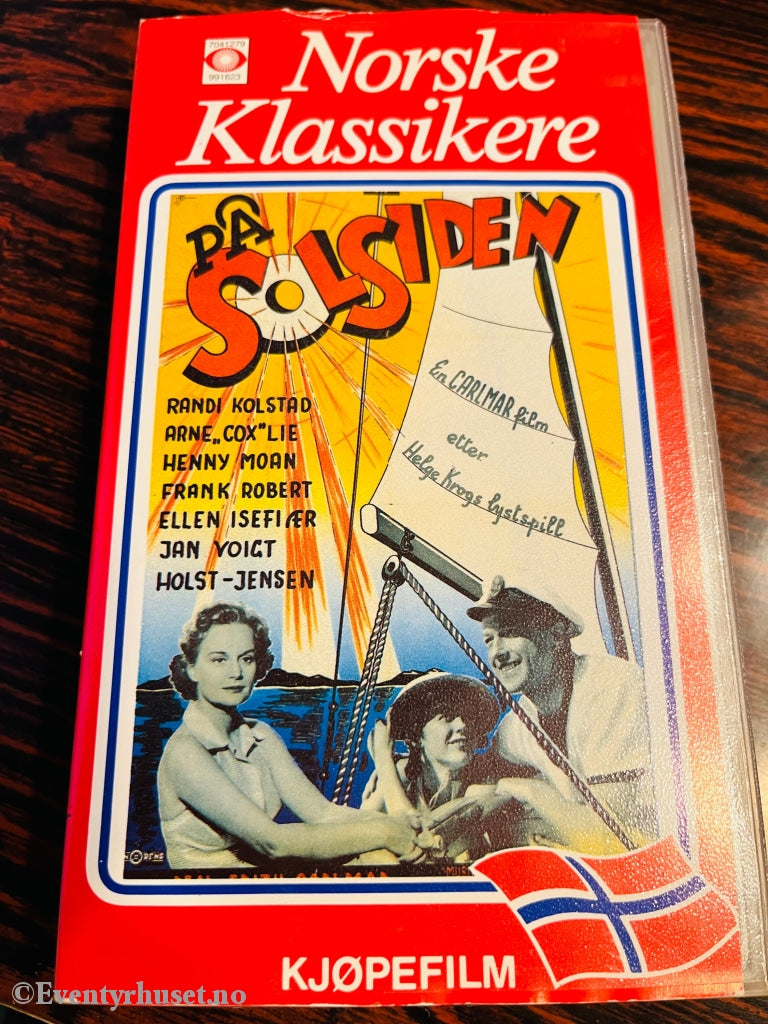 7041279
991623
Norske
Klassikere
PÅ
SOLSIDEN
RANDI KOLSTAD
ARNE „COX" LIE
HENNY MOAN
FRANK ROBERT
ELLEN ISEFIÆR
JAN VOIGT
HOLST-JENSEN
En CARLMAR film
etter
Helge Krogs lystspill
KJØPEFILM
©Eventyrhuset.no